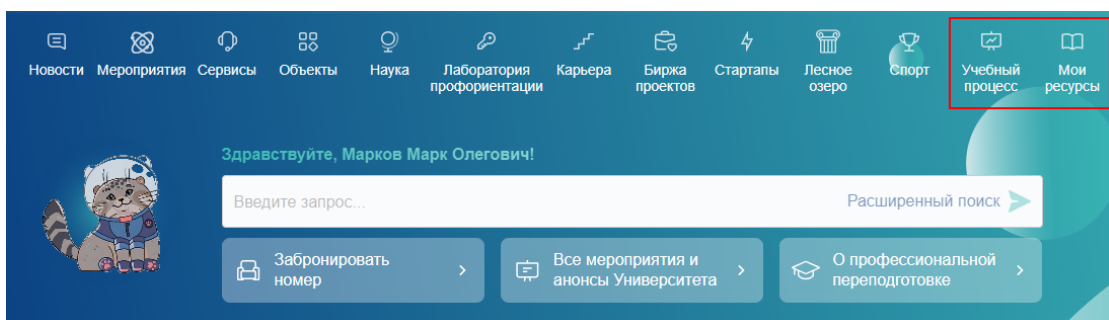 Новости Мероприятия Сервисы Объекты Наука Лаборатория профориентации Карьера Биржа проектов Стартапы Лесное озеро Спорт Учебный процесс Мои ресурсы
Здравствуйте, Марков Марк Олегович!
Введите запрос... Расширенный поиск
Забронировать номер
Все мероприятия и анонсы Университета
О профессиональной переподготовке